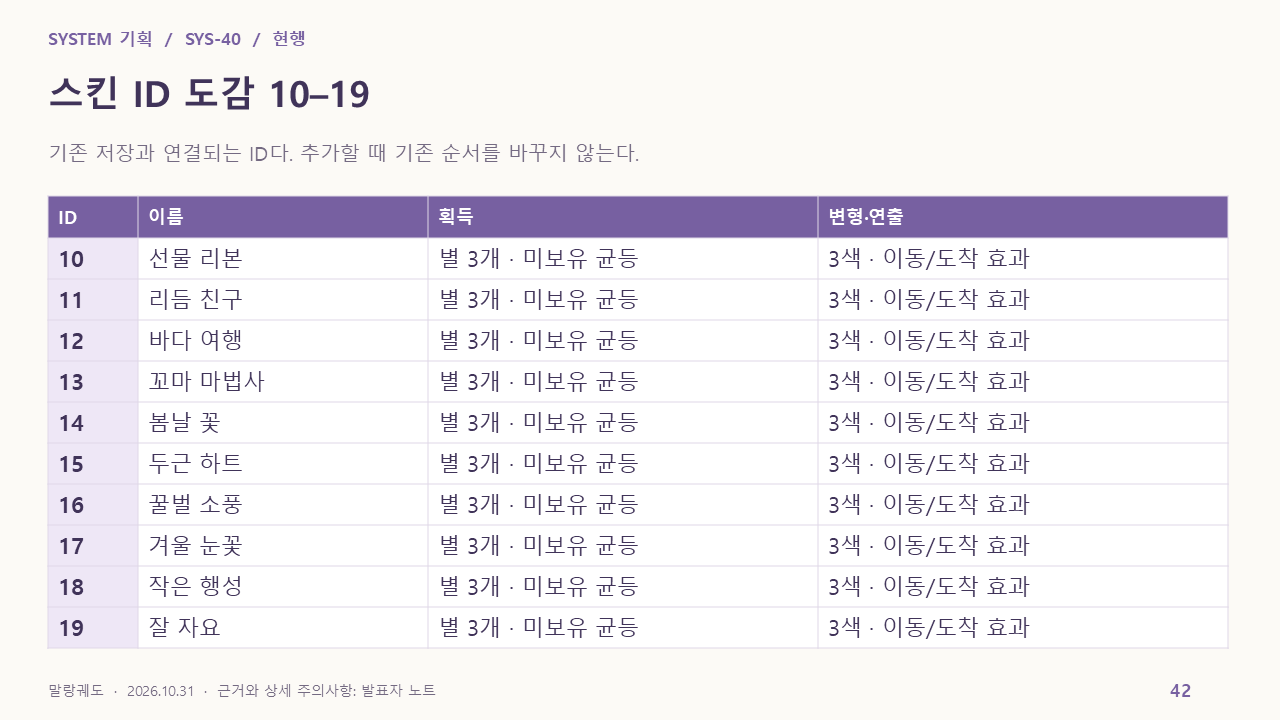 SYSTEM 기획 / SYS-40 / 현행
스킨 ID 도감 10–19
기존 저장과 연결되는 ID다. 추가할 때 기존 순서를 바꾸지 않는다.
ID 이름 획득 변형·연출
10 선물 리본 별 3개 · 미보유 균등 3색 · 이동/도착 효과
11 리듬 친구 별 3개 · 미보유 균등 3색 · 이동/도착 효과
12 바다 여행 별 3개 · 미보유 균등 3색 · 이동/도착 효과
13 꼬마 마법사 별 3개 · 미보유 균등 3색 · 이동/도착 효과
14 봄날 꽃 별 3개 · 미보유 균등 3색 · 이동/도착 효과
15 두근 하트 별 3개 · 미보유 균등 3색 · 이동/도착 효과
16 꿀벌 소풍 별 3개 · 미보유 균등 3색 · 이동/도착 효과
17 겨울 눈꽃 별 3개 · 미보유 균등 3색 · 이동/도착 효과
18 작은 행성 별 3개 · 미보유 균등 3색 · 이동/도착 효과
19 잘 자요 별 3개 · 미보유 균등 3색 · 이동/도착 효과
말랑궤도 · 2026.10.31 · 근거와 상세 주의사항: 발표자 노트 42